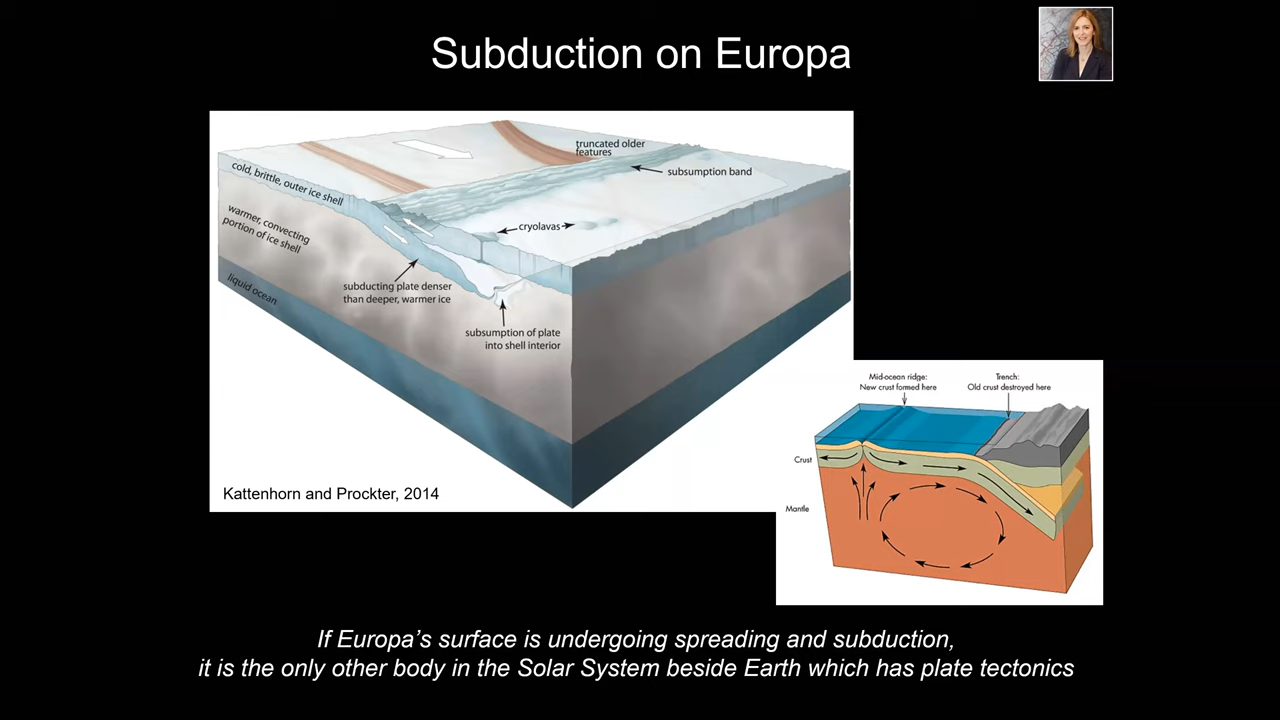 Subduction on Europa
truncated older
features
subsumption band
cold, brittle, outer ice shell
warmer, convecting
portion of ice shell
cryolavas
liquid ocean
subducting plate denser
than deeper, warmer ice
subsumption of plate
into shell interior
Kattenhorn and Prockter, 2014
Mid-ocean ridge:
New crust formed here
Trench:
Old crust destroyed here
Crust
Mantle
If Europa’s surface is undergoing spreading and subduction,
it is the only other body in the Solar System beside Earth which has plate tectonics